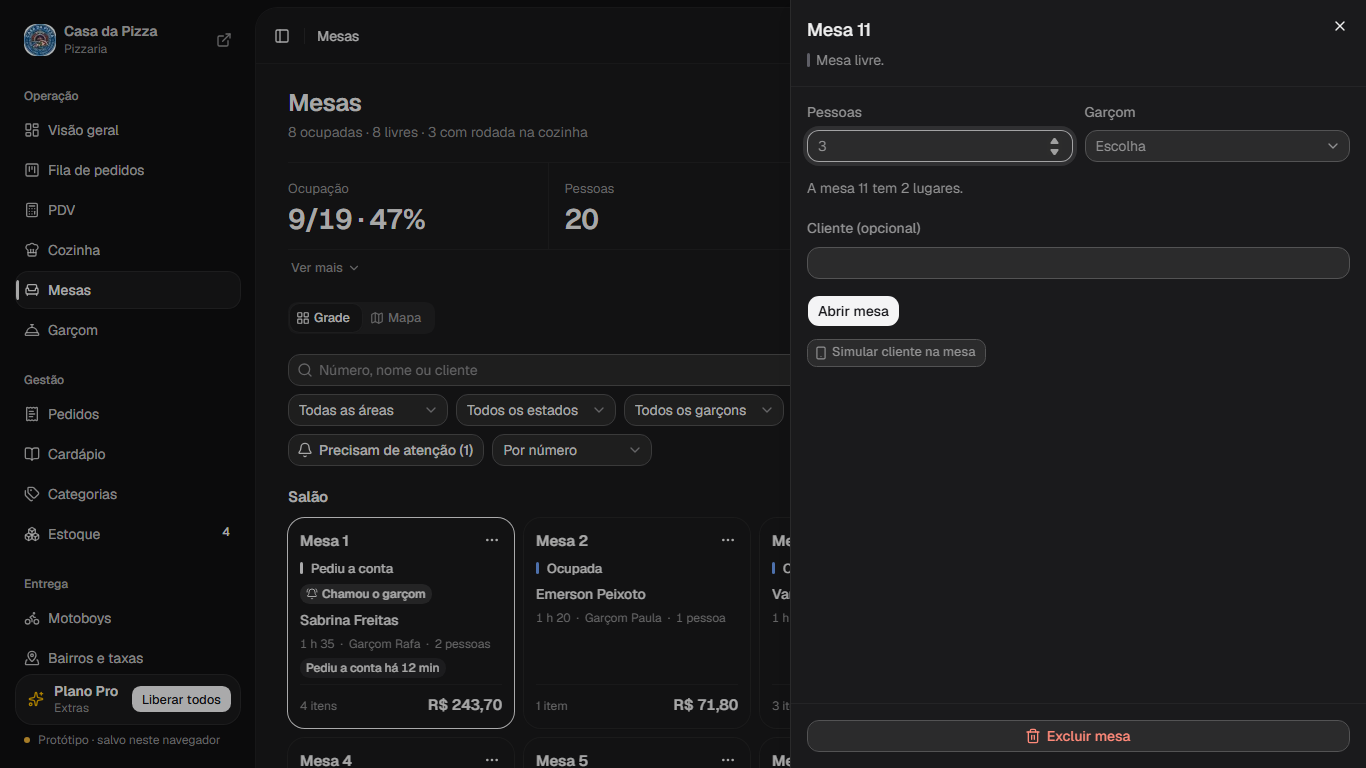 Casa da Pizza
Pizzaria
Operação
Visão geral
Fila de pedidos
PDV
Cozinha
Mesas
Garçom
Gestão
Pedidos
Cardápio
Categorias
Estoque 4
Entrega
Motoboys
Bairros e taxas
Plano Pro
Extras
Liberar todos
Protótipo · salvo neste navegador
Mesas
Mesas
8 ocupadas · 8 livres · 3 com rodada na cozinha
Ocupação
9/19 · 47%
Pessoas
20
Ver mais
Grade
Mapa
Número, nome ou cliente
Todas as áreas
Todos os estados
Todos os garçons
Precisam de atenção (1)
Por número
Salão
Mesa 1
Pediu a conta
Chamou o garçom
Sabrina Freitas
1 h 35 · Garçom Rafa · 2 pessoas
Pediu a conta há 12 min
4 itens R$ 243,70
Mesa 2
Ocupada
Emerson Peixoto
1 h 20 · Garçom Paula · 1 pessoa
1 item R$ 71,80
Mesa 4
Mesa 5
Mesa 11
Mesa livre.
Pessoas
3
Garçom
Escolha
A mesa 11 tem 2 lugares.
Cliente (opcional)
Abrir mesa
Simular cliente na mesa
Excluir mesa